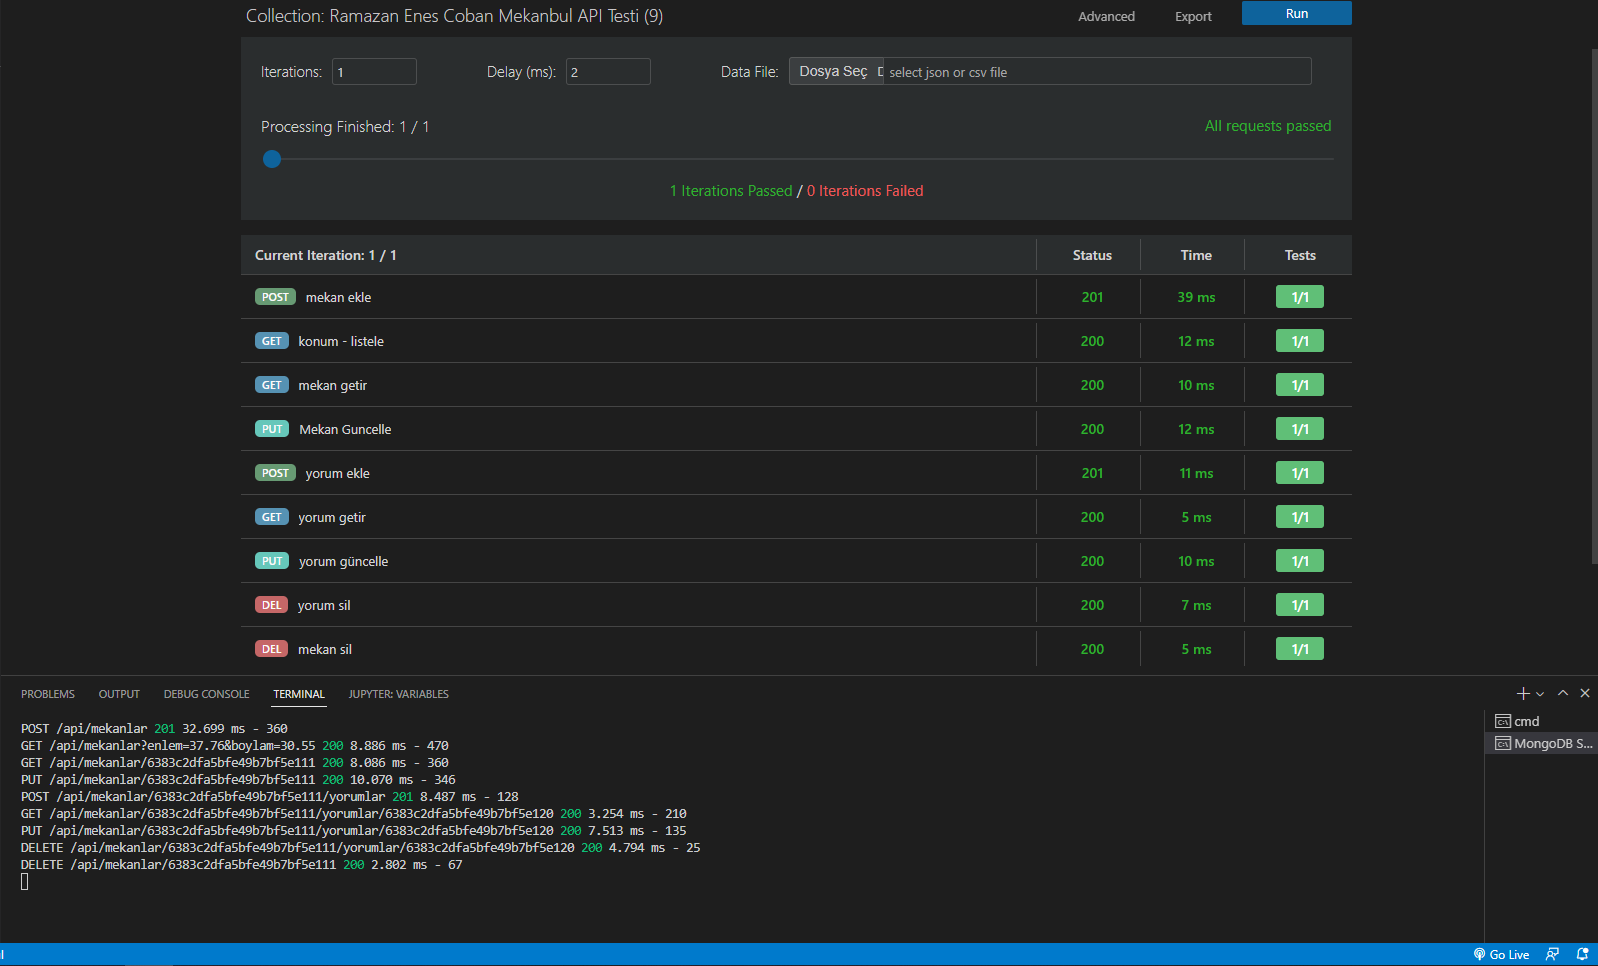 Collection: Ramazan Enes Coban Mekanbul API Testi (9) Advanced Export Run
Iterations: 1 Delay (ms): 2 Data File: Dosya Seç select json or csv file
Processing Finished: 1 / 1 All requests passed
1 Iterations Passed / 0 Iterations Failed
Current Iteration: 1 / 1 Status Time Tests
POST mekan ekle 201 39 ms 1/1
GET konum - listele 200 12 ms 1/1
GET mekan getir 200 10 ms 1/1
PUT Mekan Guncelle 200 12 ms 1/1
POST yorum ekle 201 11 ms 1/1
GET yorum getir 200 5 ms 1/1
PUT yorum güncelle 200 10 ms 1/1
DEL yorum sil 200 7 ms 1/1
DEL mekan sil 200 5 ms 1/1
PROBLEMS OUTPUT DEBUG CONSOLE TERMINAL JUPYTER: VARIABLES
POST /api/mekanlar 201 32.699 ms - 360
GET /api/mekanlar?enlem=37.76&boylam=30.55 200 8.886 ms - 470
GET /api/mekanlar/6383c2dfa5bfe49b7bf5e111 200 8.086 ms - 360
PUT /api/mekanlar/6383c2dfa5bfe49b7bf5e111 200 10.070 ms - 346
POST /api/mekanlar/6383c2dfa5bfe49b7bf5e111/yorumlar 201 8.487 ms - 128
GET /api/mekanlar/6383c2dfa5bfe49b7bf5e111/yorumlar/6383c2dfa5bfe49b7bf5e120 200 3.254 ms - 210
PUT /api/mekanlar/6383c2dfa5bfe49b7bf5e111/yorumlar/6383c2dfa5bfe49b7bf5e120 200 7.513 ms - 135
DELETE /api/mekanlar/6383c2dfa5bfe49b7bf5e111/yorumlar/6383c2dfa5bfe49b7bf5e120 200 4.794 ms - 25
DELETE /api/mekanlar/6383c2dfa5bfe49b7bf5e111 200 2.802 ms - 67
cmd
MongoDB S...
Go Live